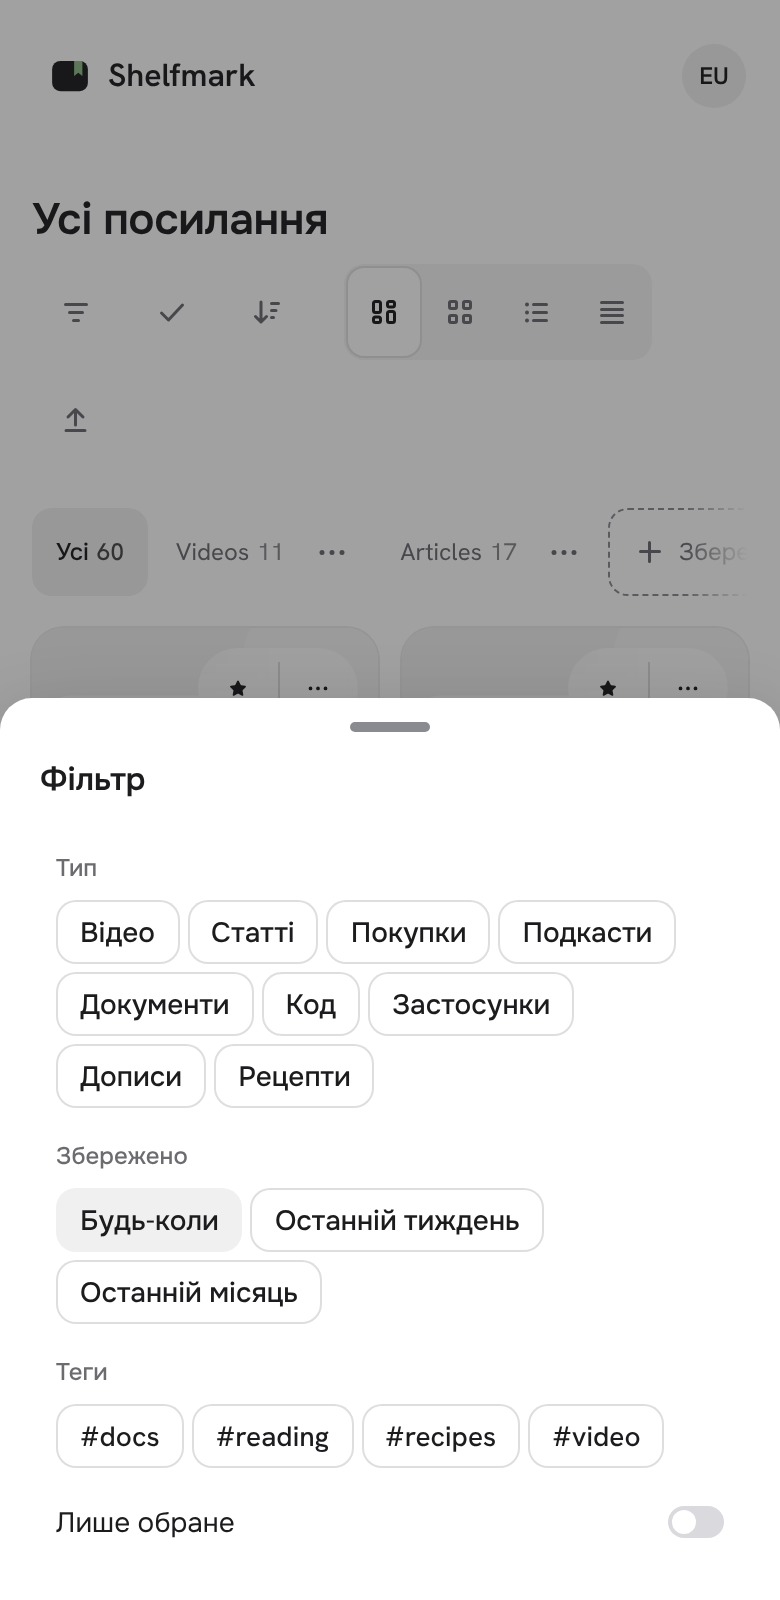 Shelfmark
EU
Усі посилання
Усі 60 Videos 11 Articles 17 Збере
Фільтр
Тип
Відео Статті Покупки Подкасти
Документи Код Застосунки
Дописи Рецепти
Збережено
Будь-коли Останній тиждень
Останній місяць
Теги
#docs #reading #recipes #video
Лише обране